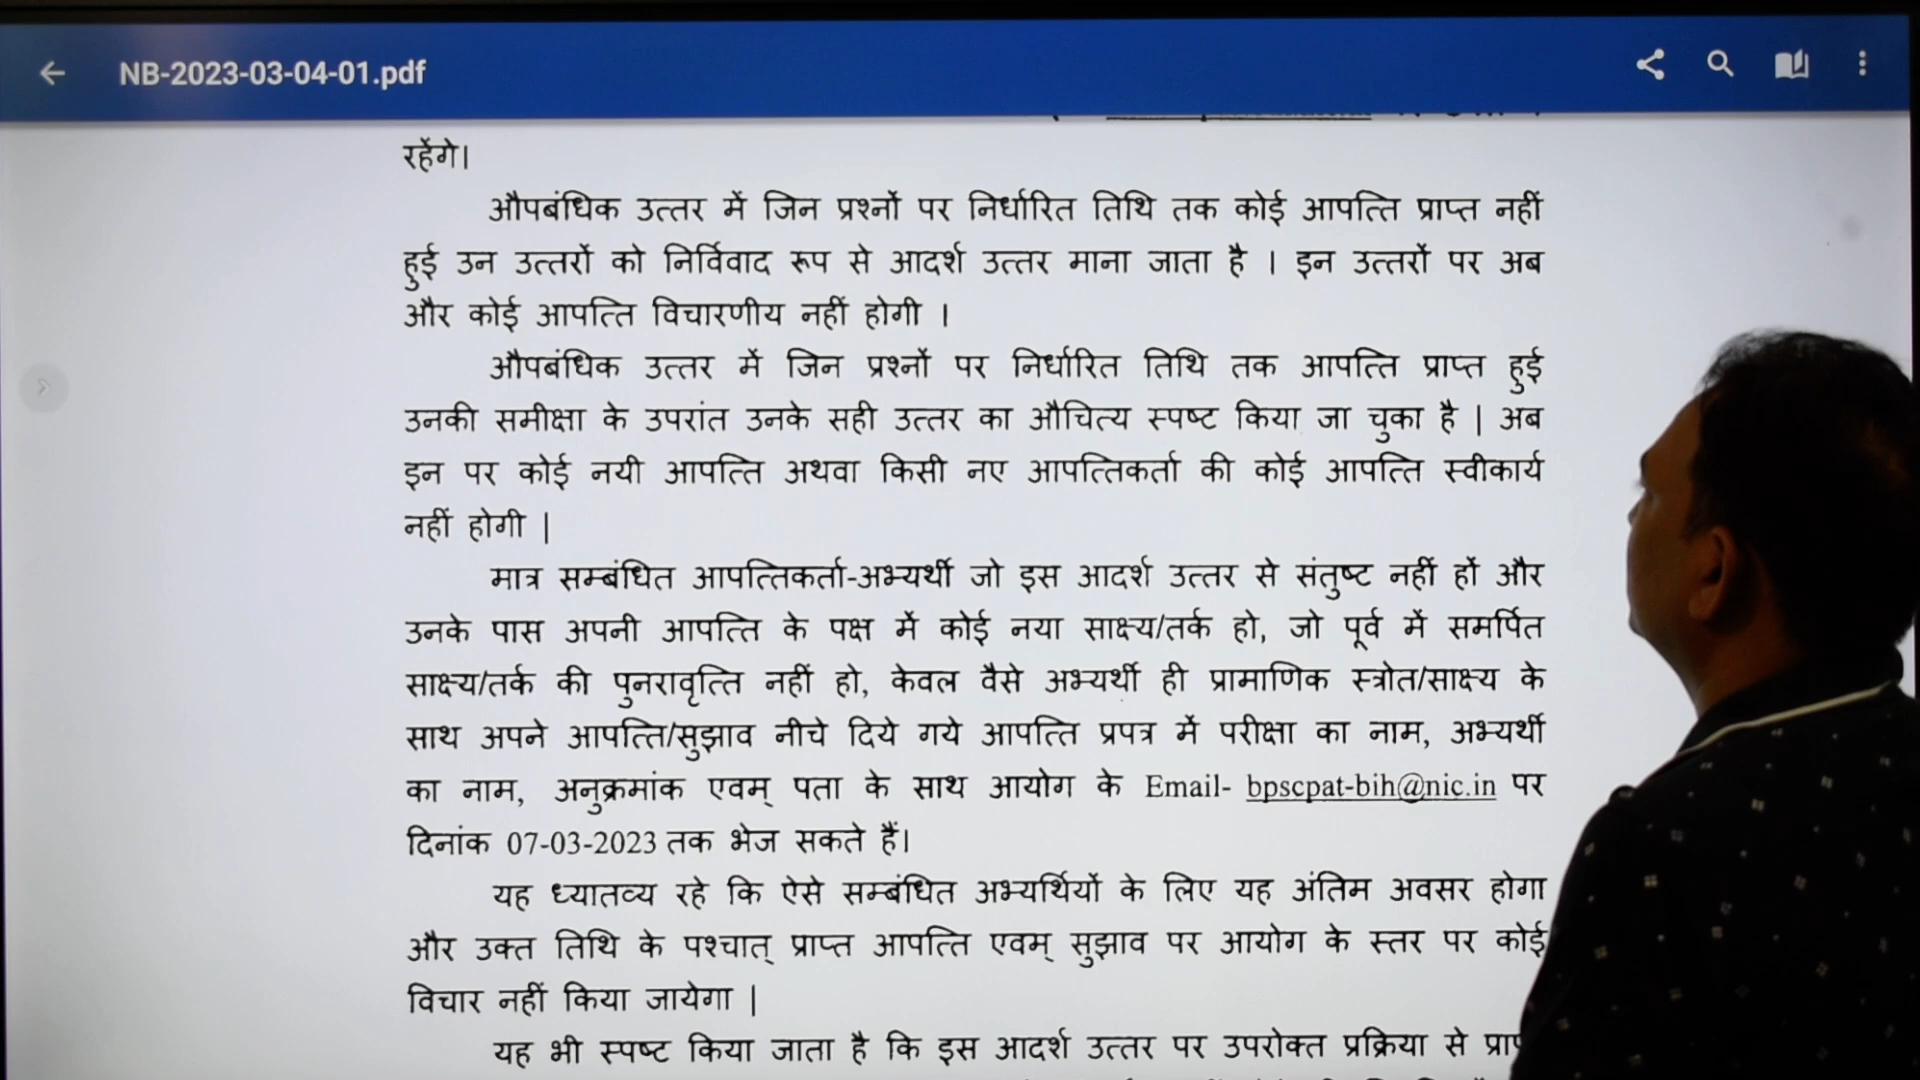 NB-2023-03-04-01.pdf
रहेंगे।
औपबंधिक उत्तर में जिन प्रश्नों पर निर्धारित तिथि तक कोई आपत्ति प्राप्त नहीं
हुई उन उत्तरों को निर्विवाद रूप से आदर्श उत्तर माना जाता है । इन उत्तरों पर अब
और कोई आपत्ति विचारणीय नहीं होगी ।
औपबंधिक उत्तर में जिन प्रश्नों पर निर्धारित तिथि तक आपत्ति प्राप्त हुई
उनकी समीक्षा के उपरांत उनके सही उत्तर का औचित्य स्पष्ट किया जा चुका है | अब
इन पर कोई नयी आपत्ति अथवा किसी नए आपत्तिकर्ता की कोई आपत्ति स्वीकार्य
नहीं होगी |
मात्र सम्बंधित आपत्तिकर्ता-अभ्यर्थी जो इस आदर्श उत्तर से संतुष्ट नहीं हों और
उनके पास अपनी आपत्ति के पक्ष में कोई नया साक्ष्य/तर्क हो, जो पूर्व में समर्पित
साक्ष्य/तर्क की पुनरावृत्ति नहीं हो, केवल वैसे अभ्यर्थी ही प्रामाणिक स्त्रोत/साक्ष्य के
साथ अपने आपत्ति/सुझाव नीचे दिये गये आपत्ति प्रपत्र में परीक्षा का नाम, अभ्यर्थी
का नाम, अनुक्रमांक एवम् पता के साथ आयोग के Email- bpscpat-bih@nic.in पर
दिनांक 07-03-2023 तक भेज सकते हैं।
यह ध्यातव्य रहे कि ऐसे सम्बंधित अभ्यर्थियों के लिए यह अंतिम अवसर होगा
और उक्त तिथि के पश्चात् प्राप्त आपत्ति एवम् सुझाव पर आयोग के स्तर पर कोई
विचार नहीं किया जायेगा |
यह भी स्पष्ट किया जाता है कि इस आदर्श उत्तर पर उपरोक्त प्रक्रिया से